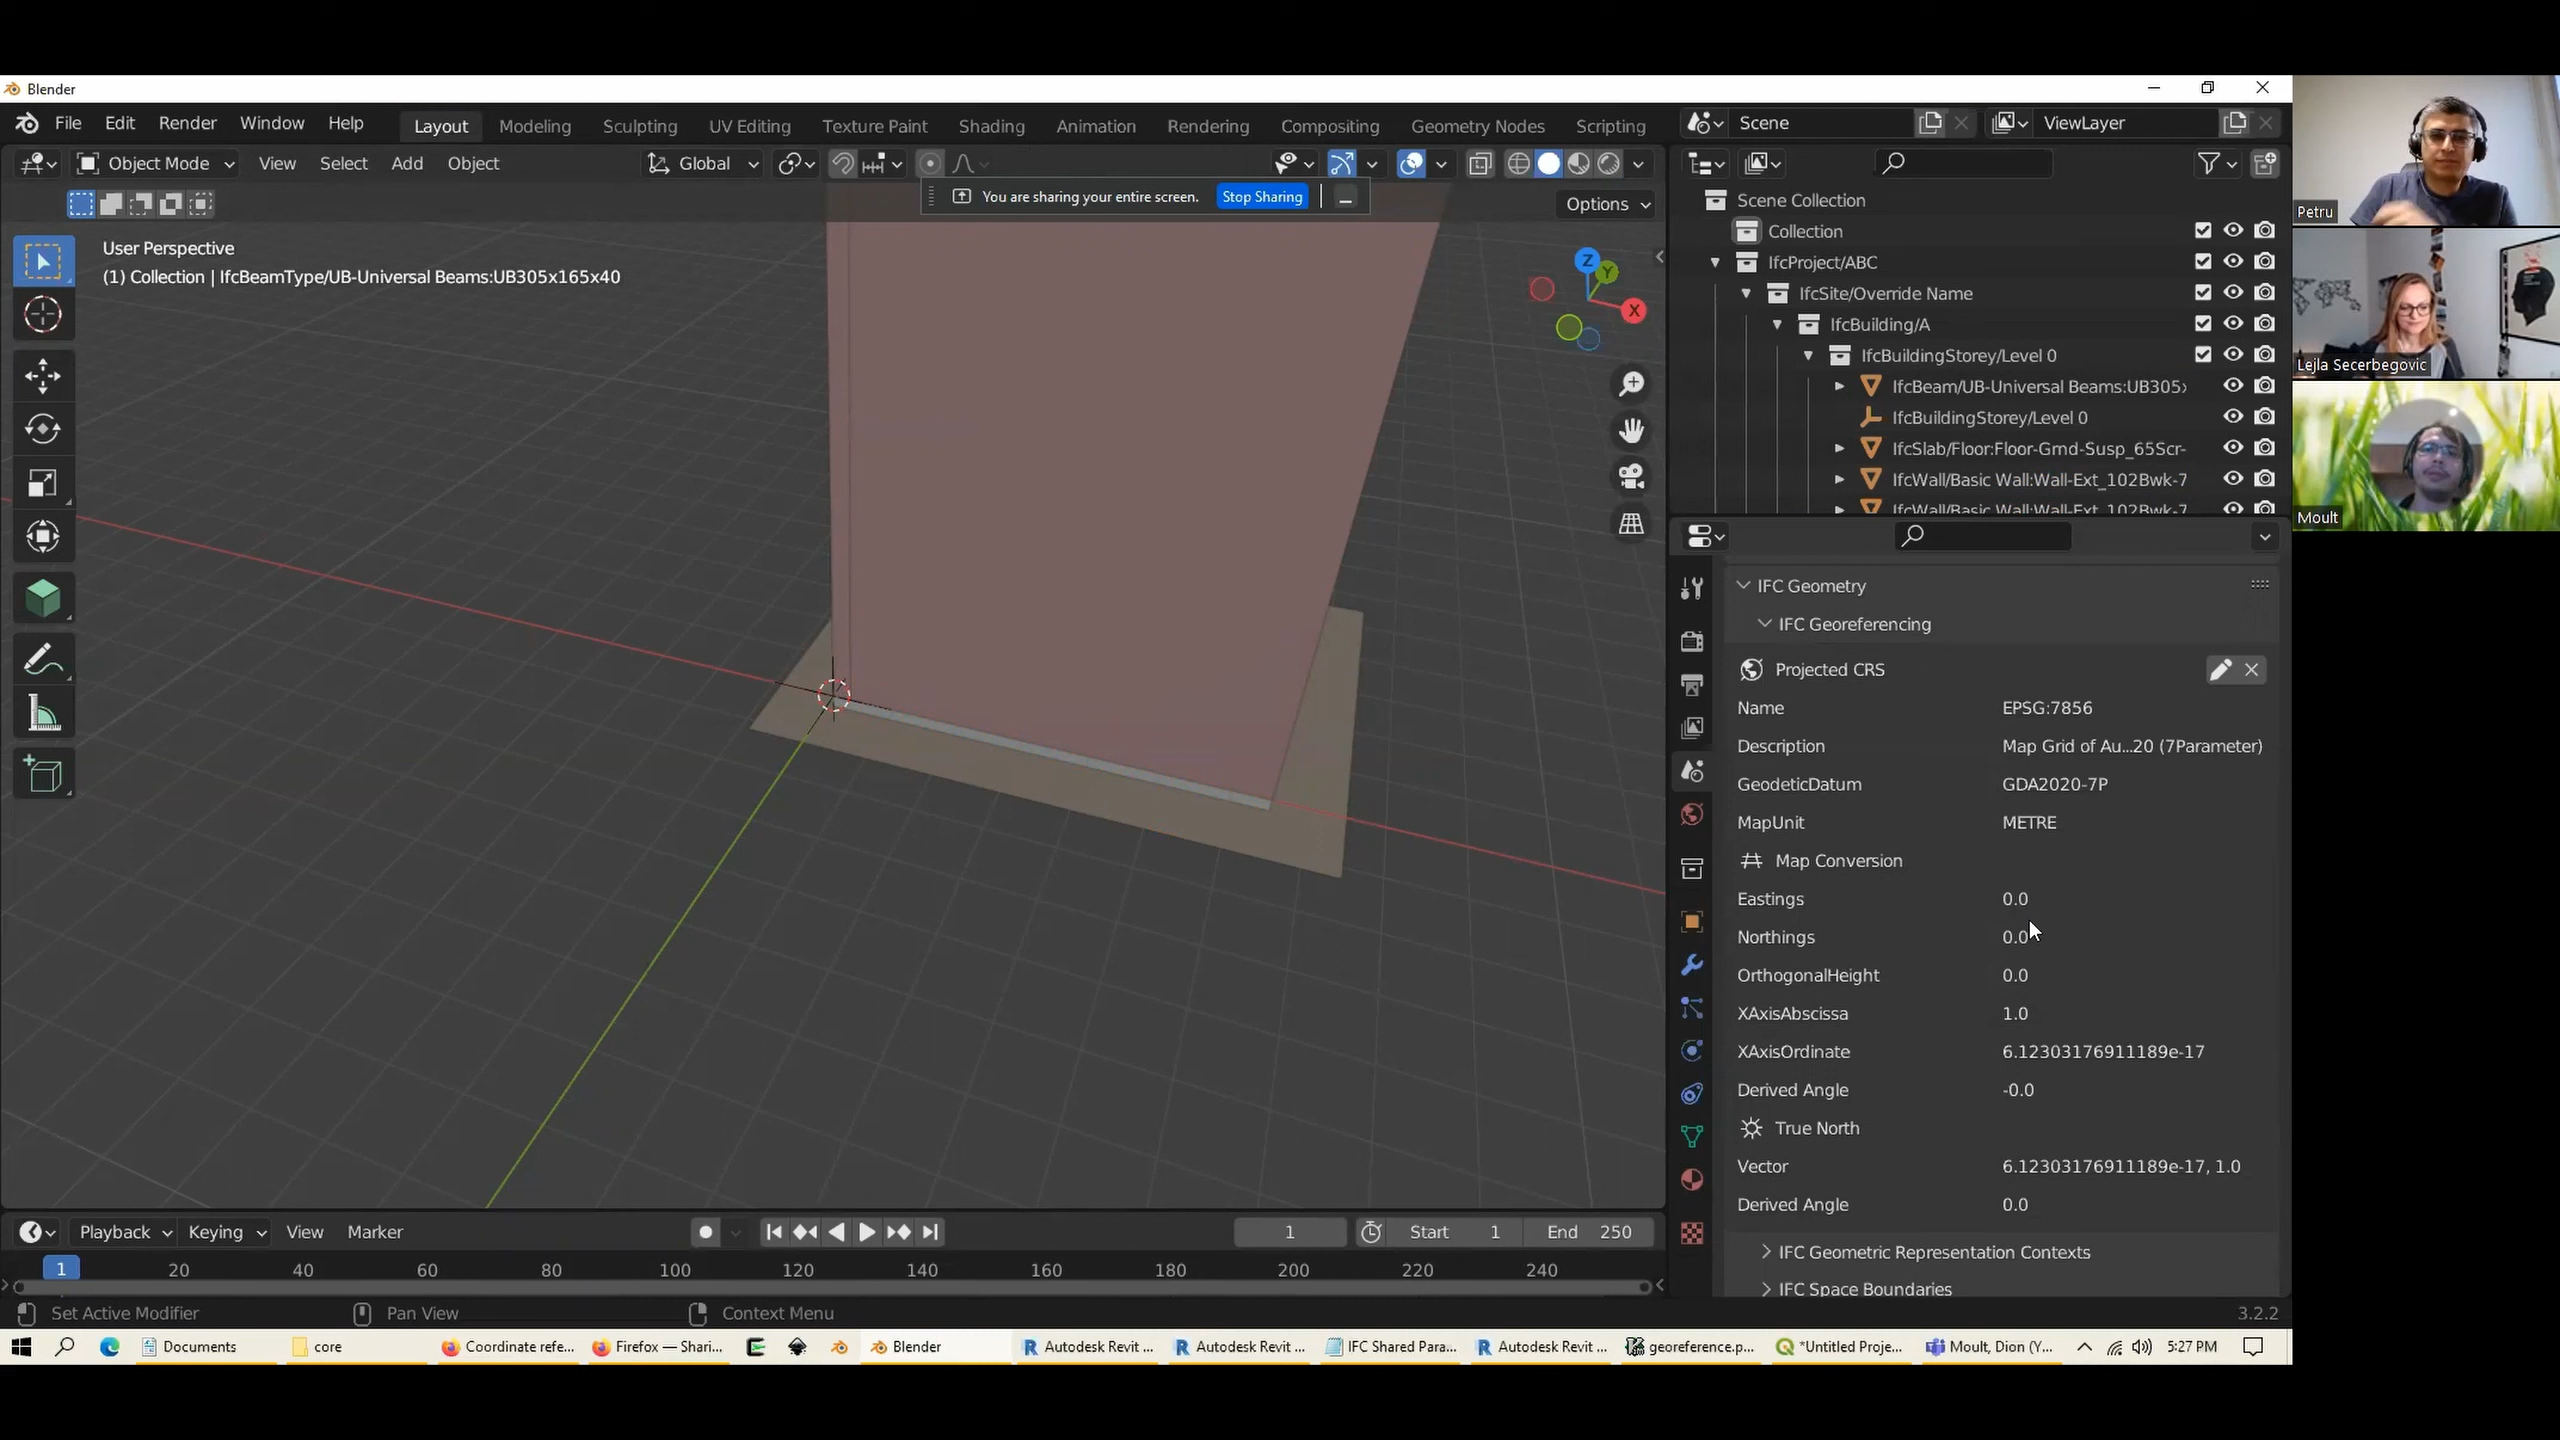 Blender
File Edit Render Window Help Layout Modeling Sculpting UV Editing Texture Paint Shading Animation Rendering Compositing Geometry Nodes Scripting Scene ViewLayer
Object Mode View Select Add Object Global
You are sharing your entire screen. Stop Sharing
Options
User Perspective
(1) Collection | IfcBeamType/UB-Universal Beams:UB305x165x40
Z
Y
X
Scene Collection
Collection
IfcProject/ABC
IfcSite/Override Name
IfcBuilding/A
IfcBuildingStorey/Level 0
IfcBeam/UB-Universal Beams:UB305x
IfcBuildingStorey/Level 0
IfcSlab/Floor:Floor-Grnd-Susp_65Scr-
IfcWall/Basic Wall:Wall-Ext_102Bwk-7
IfcWall/Basic Wall:Wall-Ext_102Bwk-7
IFC Geometry
IFC Georeferencing
Projected CRS
Name EPSG:7856
Description Map Grid of Au...20 (7Parameter)
GeodeticDatum GDA2020-7P
MapUnit METRE
Map Conversion
Eastings 0.0
Northings 0.0
OrthogonalHeight 0.0
XAxisAbscissa 1.0
XAxisOrdinate 6.12303176911189e-17
Derived Angle -0.0
True North
Vector 6.12303176911189e-17, 1.0
Derived Angle 0.0
IFC Geometric Representation Contexts
IFC Space Boundaries
Petru
Lejla Secerbegovic
Moult
Playback Keying View Marker 1 Start 1 End 250
1 20 40 60 80 100 120 140 160 180 200 220 240
Set Active Modifier Pan View Context Menu 3.2.2
Documents core Coordinate refe... Firefox — Shari... Blender Autodesk Revit ... Autodesk Revit ... IFC Shared Para... Autodesk Revit ... georeference.p... *Untitled Proje... Moult, Dion (Y... 5:27 PM